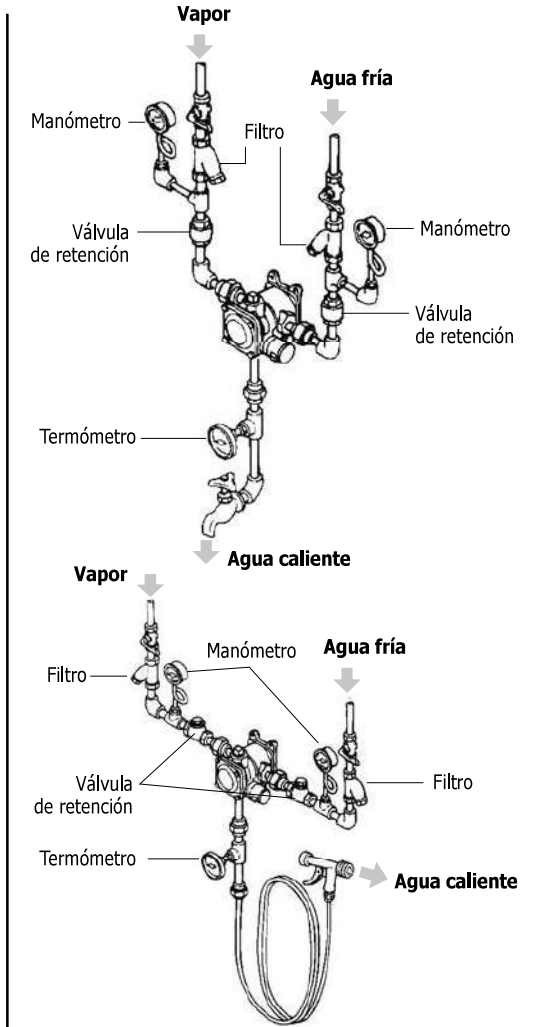 Vapor
Agua fría
Manómetro
Filtro
Válvula
de retención
Manómetro
Válvula
de retención
Termómetro
Agua caliente
Vapor
Manómetro
Agua fría
Filtro
Válvula
de retención
Filtro
Termómetro
Agua caliente